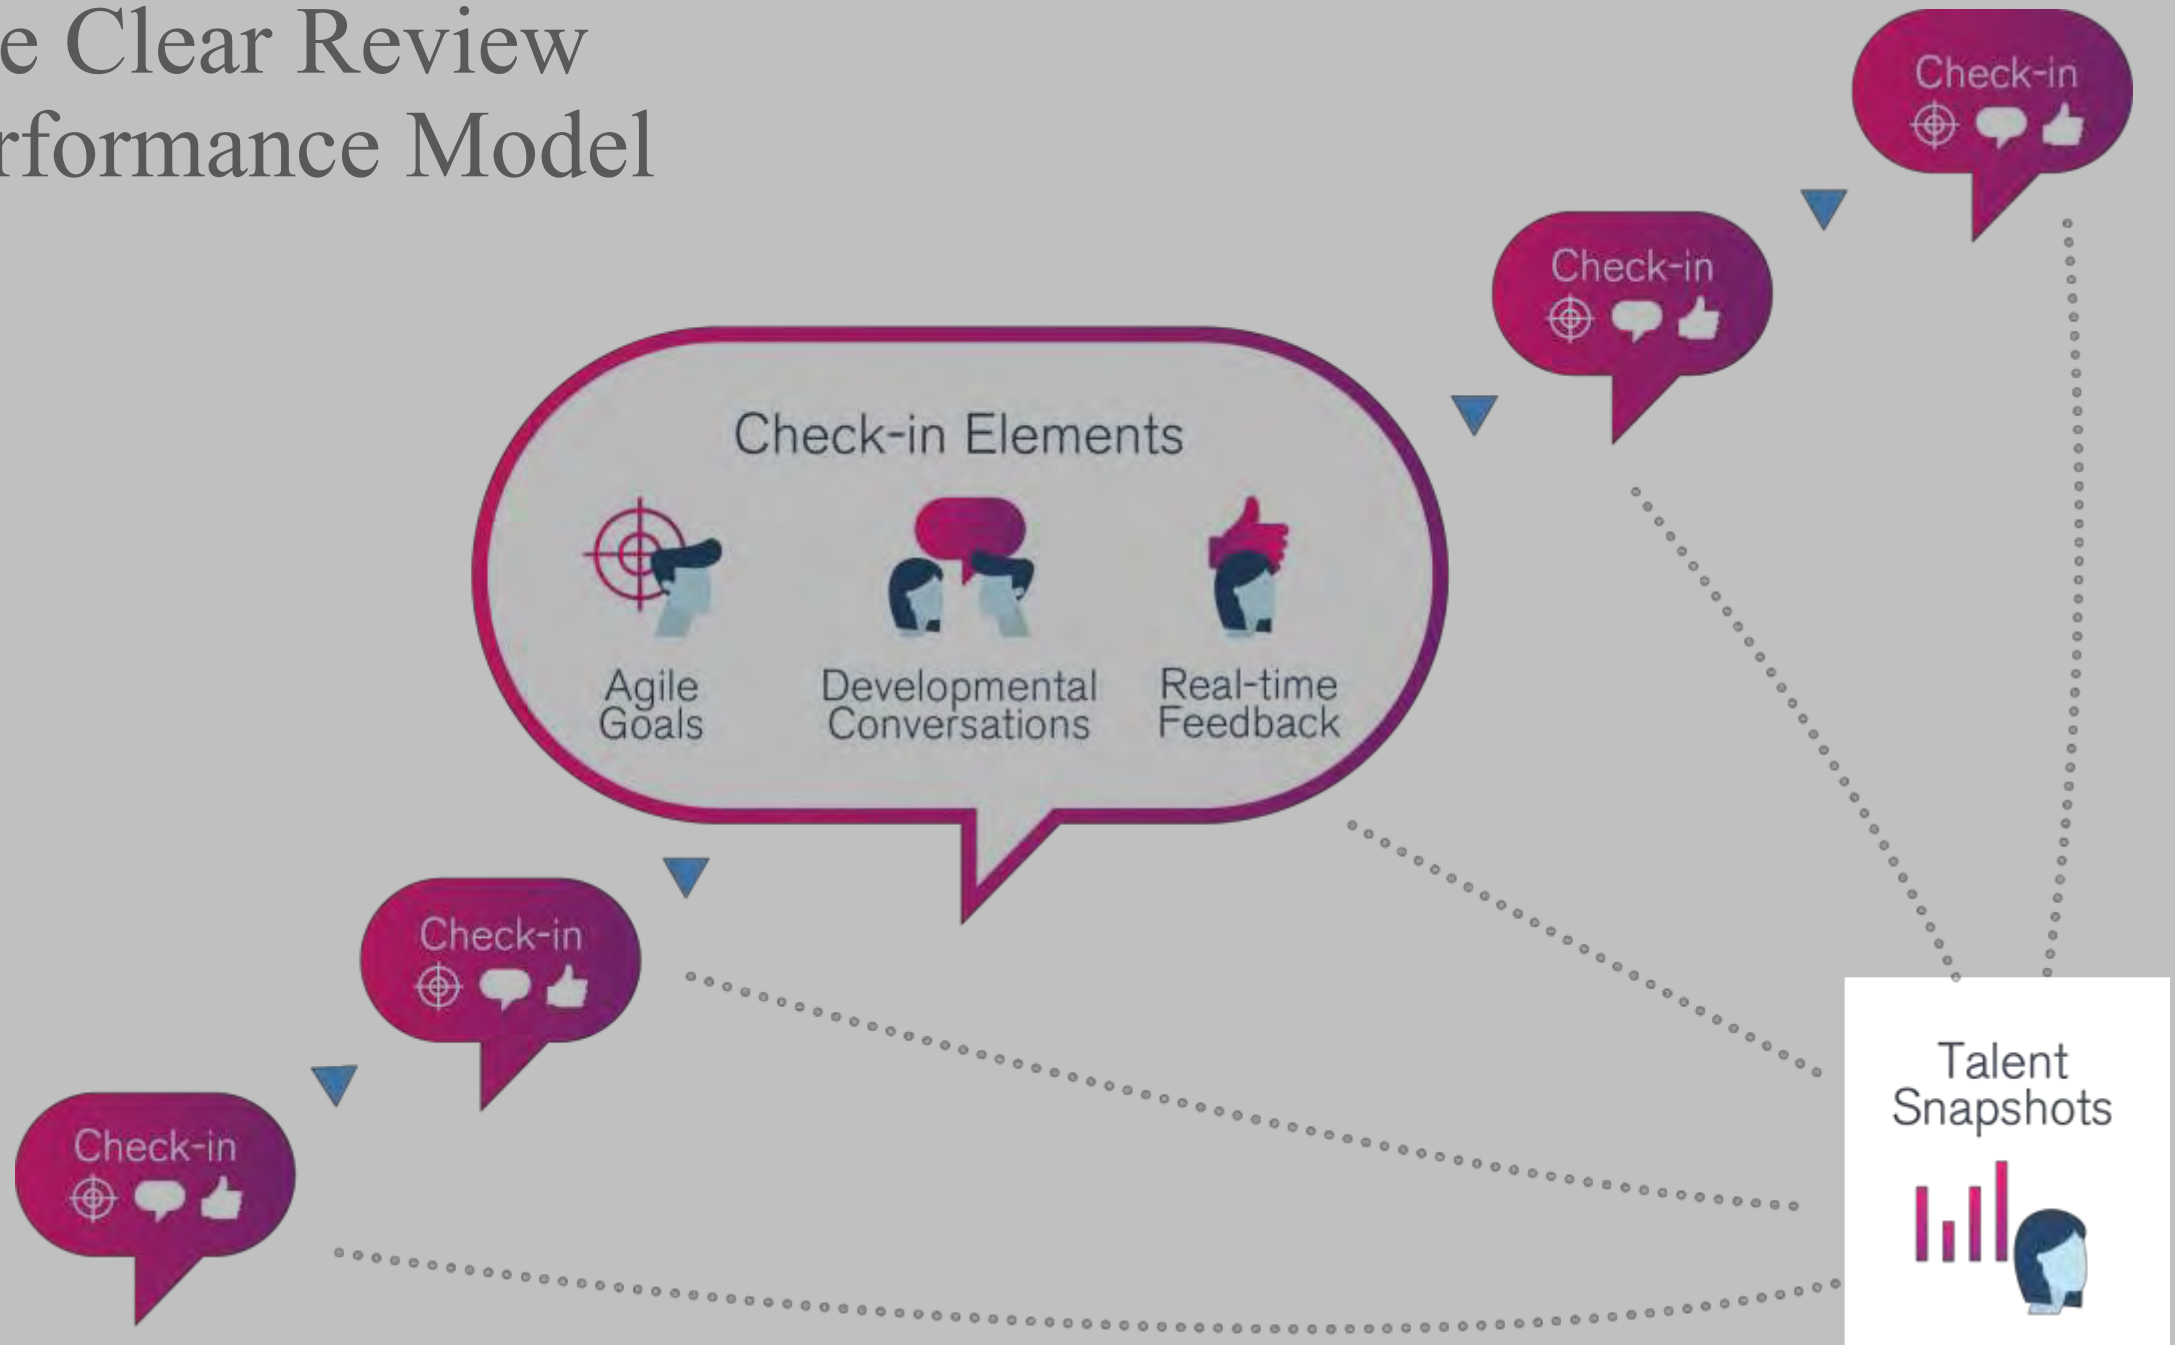 e Clear Review
rformance Model
Check-in
Check-in
Check-in Elements
Agile
Goals
Developmental
Conversations
Real-time
Feedback
Check-in
Check-in
Talent
Snapshots